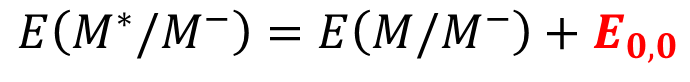 E(M*/M⁻) = E(M/M⁻) + E₀,₀